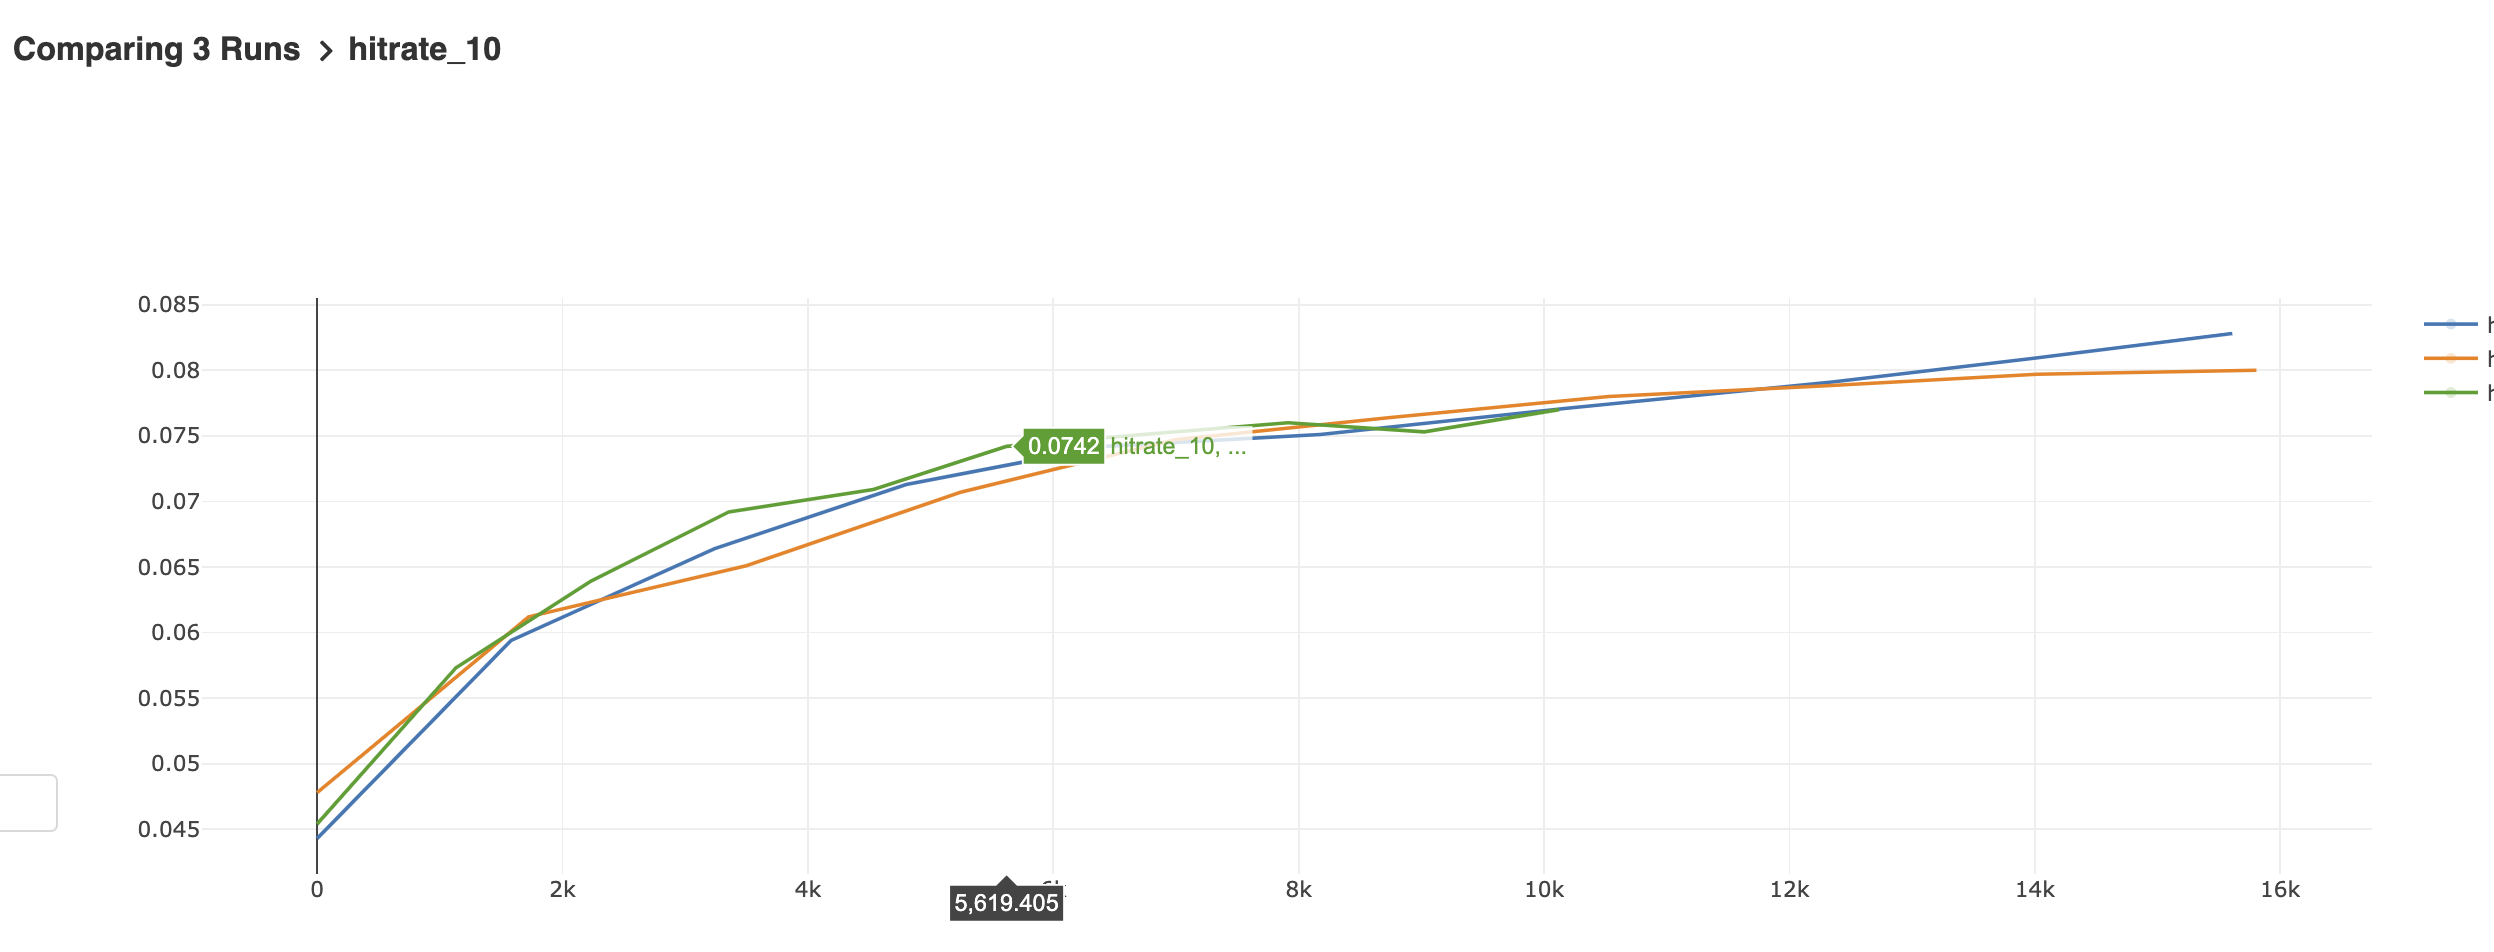 Comparing 3 Runs > hitrate_10
0.085
0.08
0.075
0.07
0.065
0.06
0.055
0.05
0.045
0.0742 hitrate_10, ...
0
2k
4k
8k
10k
12k
14k
16k
5,619.405